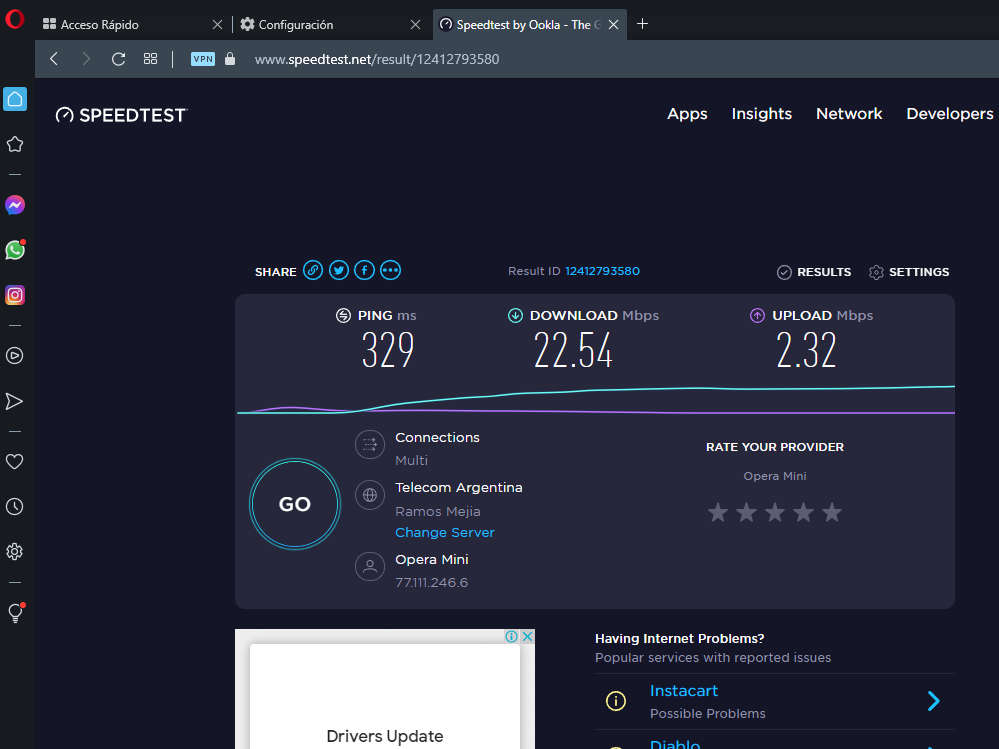 Acceso Rápido
Configuración
Speedtest by Ookla - The G
VPN
www.speedtest.net/result/12412793580
SPEEDTEST
Apps Insights Network Developers
SHARE
Result ID 12412793580
RESULTS SETTINGS
PING ms
329
DOWNLOAD Mbps
22.54
UPLOAD Mbps
2.32
GO
Connections
Multi
Telecom Argentina
Ramos Mejia
Change Server
Opera Mini
77.111.246.6
RATE YOUR PROVIDER
Opera Mini
Drivers Update
Having Internet Problems?
Popular services with reported issues
Instacart
Possible Problems
Diablo